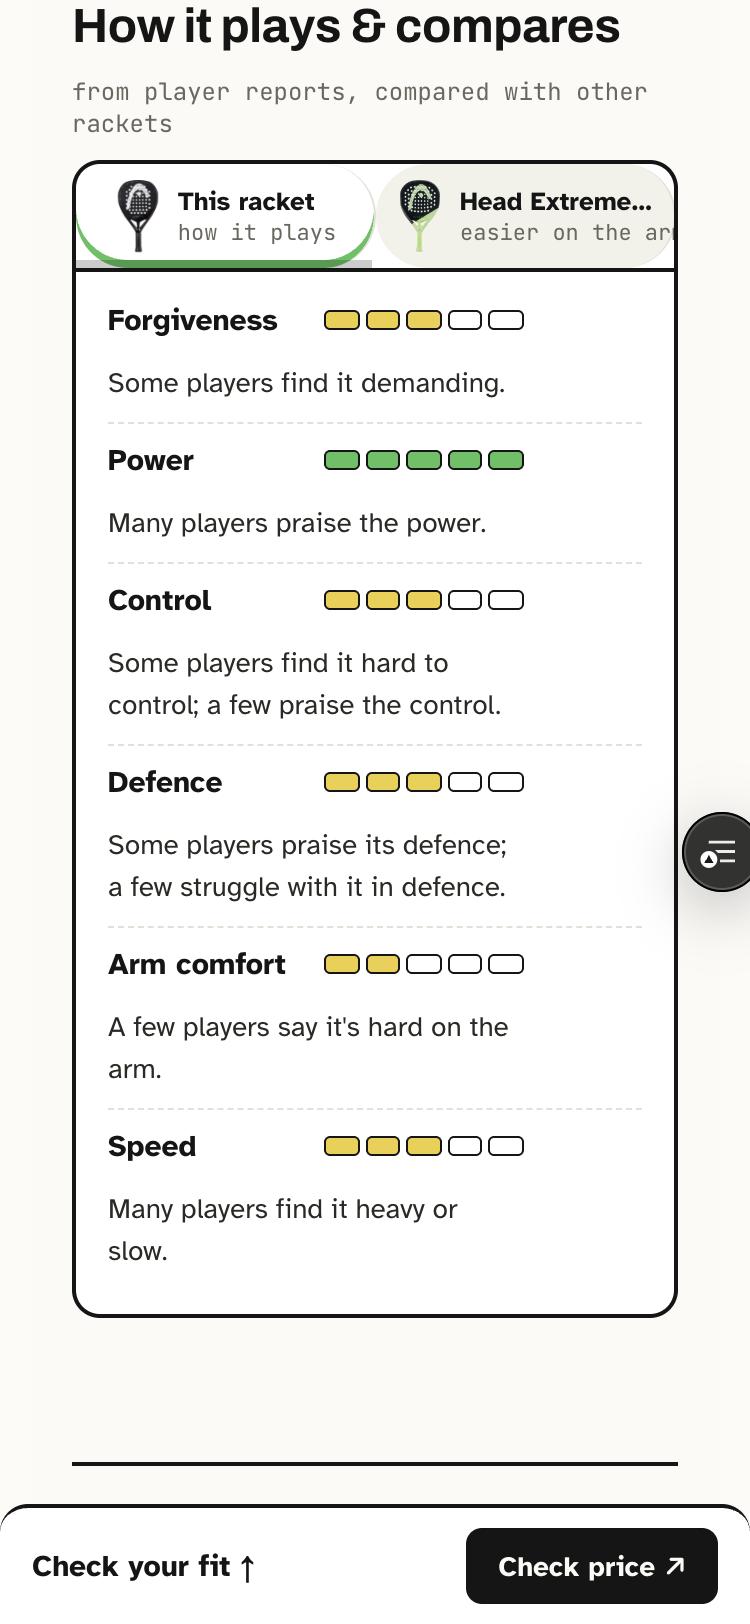 How it plays & compares
from player reports, compared with other
rackets
This racket
how it plays
Head Extreme...
easier on the arm
Forgiveness
Some players find it demanding.
Power
Many players praise the power.
Control
Some players find it hard to
control; a few praise the control.
Defence
Some players praise its defence;
a few struggle with it in defence.
Arm comfort
A few players say it's hard on the
arm.
Speed
Many players find it heavy or
slow.
Check your fit ↑
Check price ↗